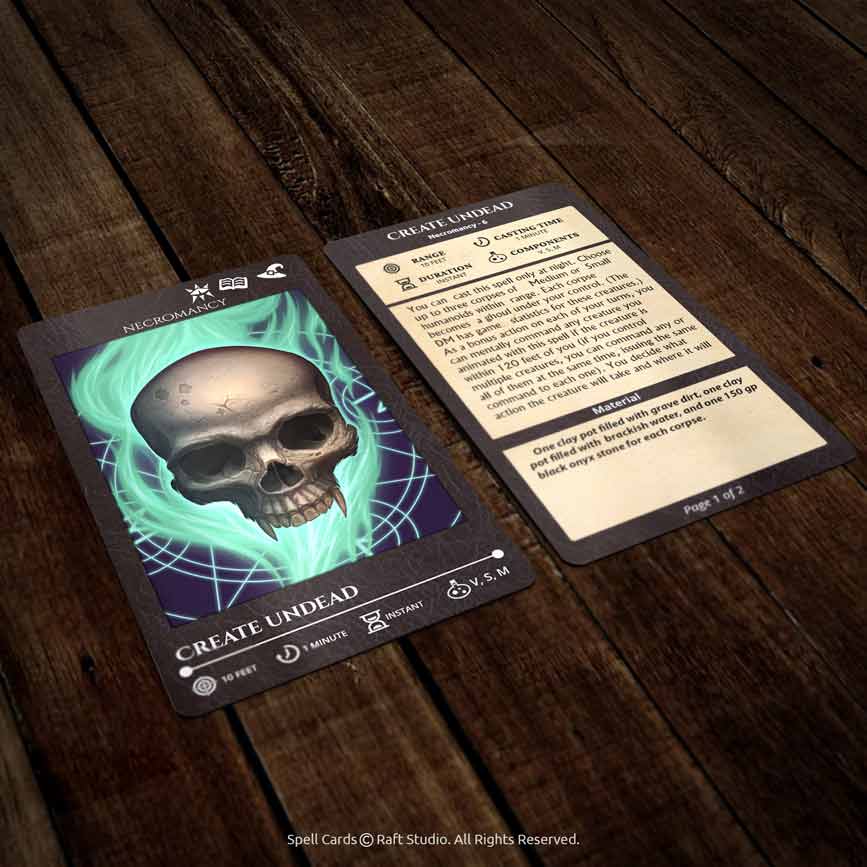 NECROMANCY
CREATE UNDEAD
10 FEET
1 MINUTE
INSTANT
V, S, M
CREATE UNDEAD
Necromancy - 6
RANGE
10 FEET
CASTING TIME
1 MINUTE
DURATION
INSTANT
COMPONENTS
V, S, M
You can cast this spell only at night. Choose
up to three corpses of Medium or Small
humanoids within range. Each corpse
becomes a ghoul under your control. (The
DM has game statistics for these creatures.)
As a bonus action on each of your turns, you
can mentally command any creature you
animated with this spell if the creature is
within 120 feet of you (if you control
multiple creatures, you can command any or
all of them at the same time, issuing the same
command to each one). You decide what
action the creature will take and where it will
Material
One clay pot filled with grave dirt, one clay
pot filled with brackish water, and one 150 gp
black onyx stone for each corpse.
Page 1 of 2
Spell Cards © Raft Studio. All Rights Reserved.